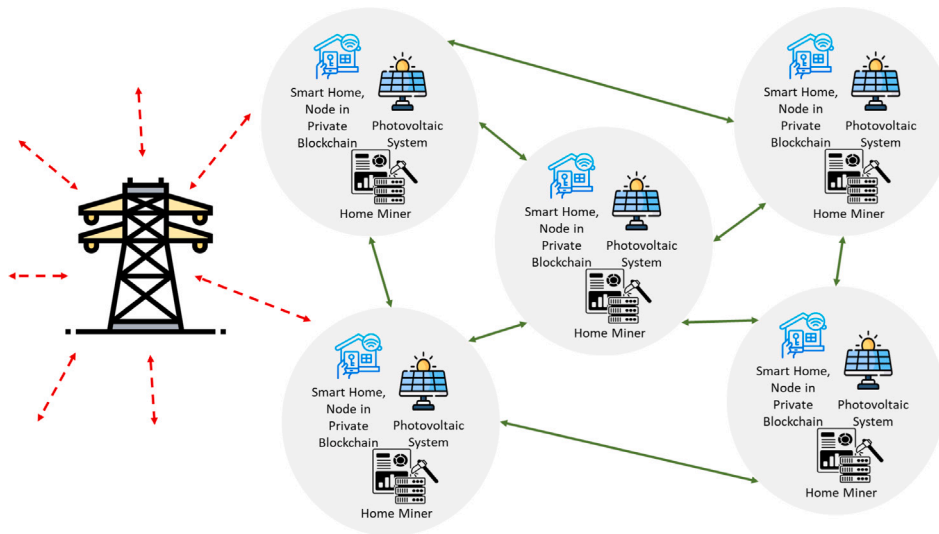 Smart Home,
Node in
Private
Blockchain
Photovoltaic
System
Home Miner
Smart Home,
Node in
Private
Blockchain
Photovoltaic
System
Home Miner
Smart Home,
Node in
Private
Blockchain
Photovoltaic
System
Home Miner
Smart Home,
Node in
Private
Blockchain
Photovoltaic
System
Home Miner
Smart Home,
Node in
Private
Blockchain
Photovoltaic
System
Home Miner